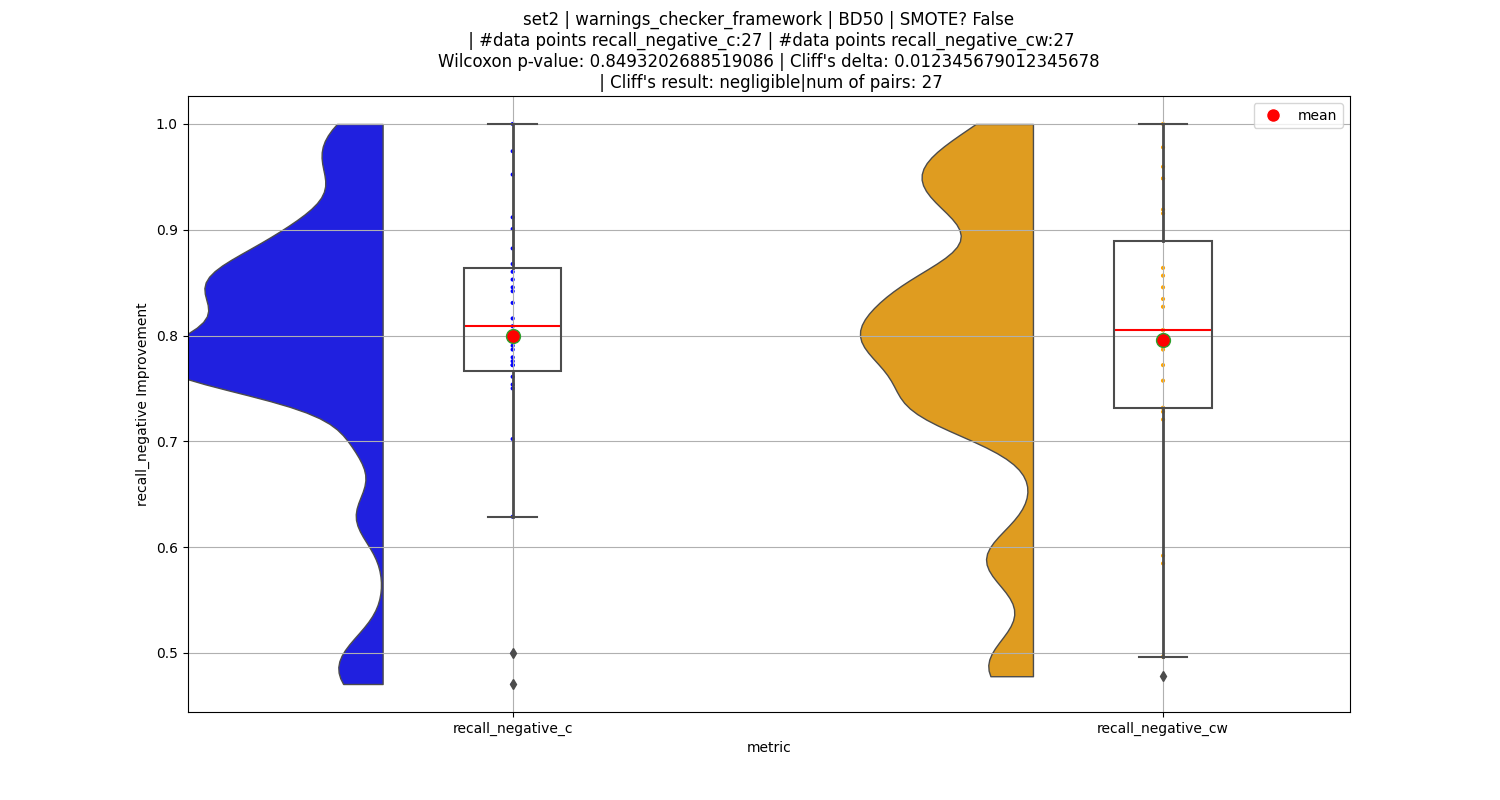 set2 | warnings_checker_framework | BD50 | SMOTE? False
| #data points recall_negative_c:27 | #data points recall_negative_cw:27
Wilcoxon p-value: 0.8493202688519086 | Cliff's delta: 0.012345679012345678
| Cliff's result: negligible|num of pairs: 27
mean
1.0
0.9
0.8
0.7
0.6
0.5
recall_negative Improvement
recall_negative_c
recall_negative_cw
metric